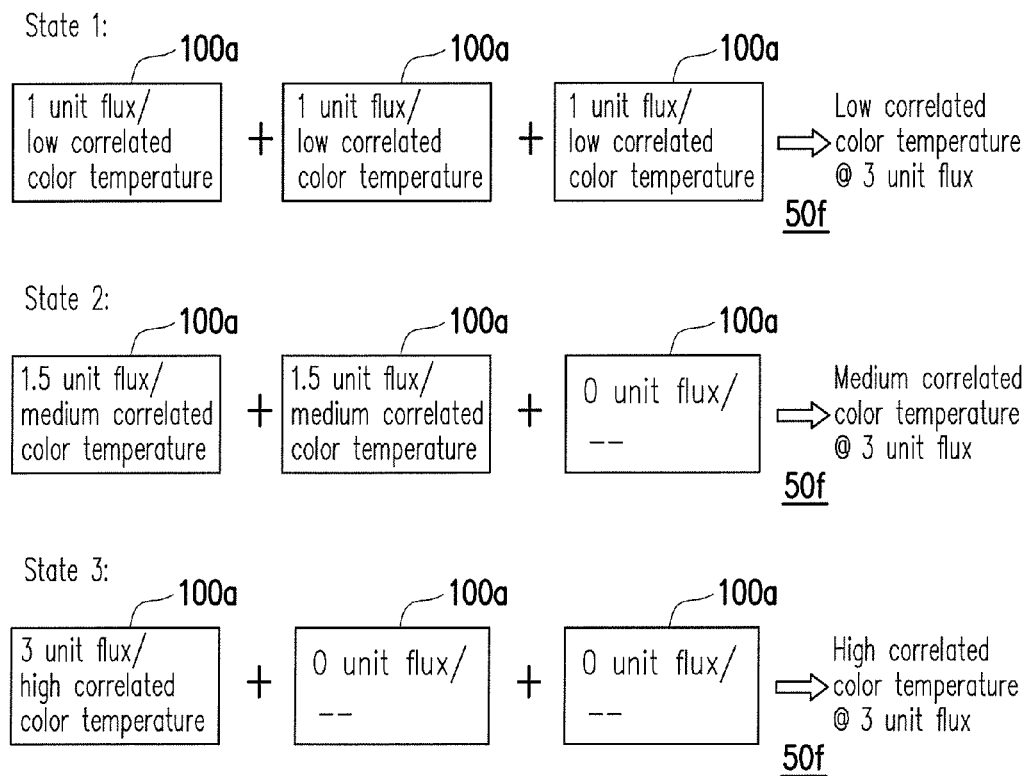 State 1:
100a
100a
100a
1 unit flux/
low correlated
color temperature
+
1 unit flux/
low correlated
color temperature
+
1 unit flux/
low correlated
color temperature
Low correlated
color temperature
@ 3 unit flux
50f
State 2:
100a
100a
100a
1.5 unit flux/
medium correlated
color temperature
+
1.5 unit flux/
medium correlated
color temperature
+
0 unit flux/
--
Medium correlated
color temperature
@ 3 unit flux
50f
State 3:
100a
100a
100a
3 unit flux/
high correlated
color temperature
+
0 unit flux/
--
+
0 unit flux/
--
High correlated
color temperature
@ 3 unit flux
50f